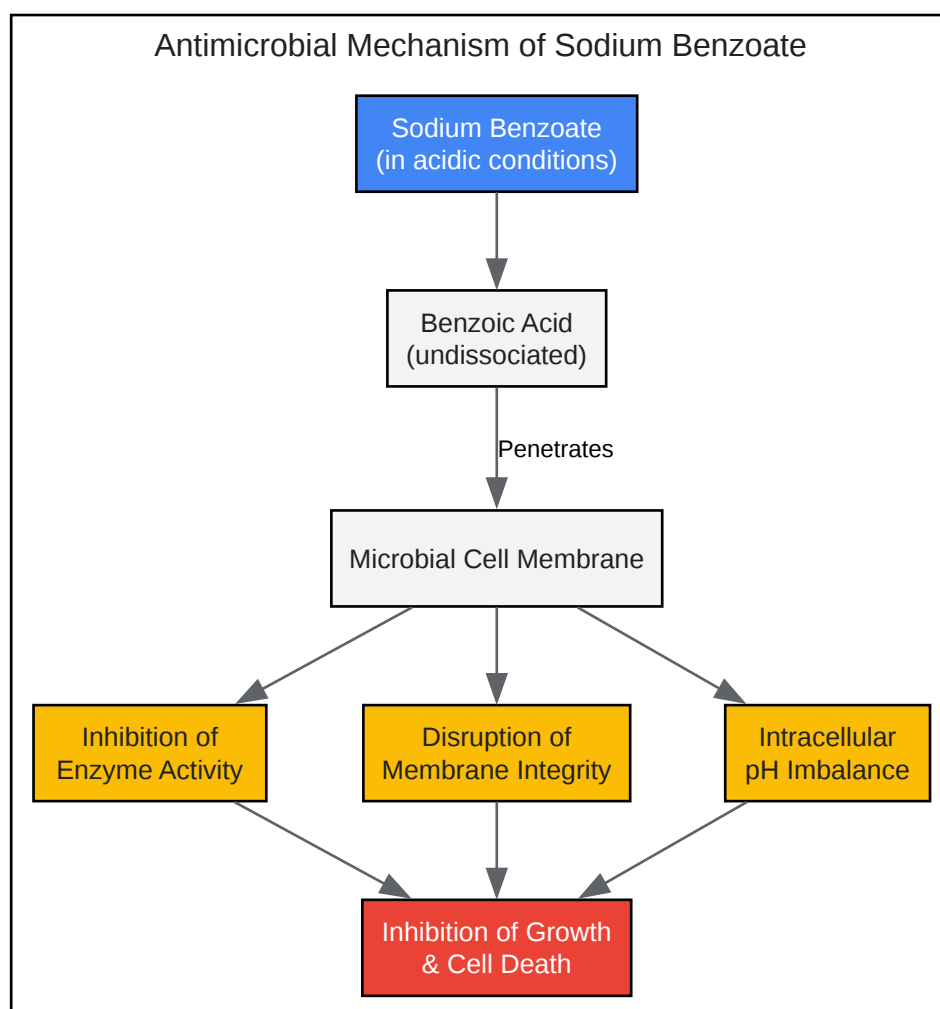 Antimicrobial Mechanism of Sodium Benzoate
Sodium Benzoate
(in acidic conditions)
Benzoic Acid
(undissociated)
Penetrates
Microbial Cell Membrane
Inhibition of
Enzyme Activity
Disruption of
Membrane Integrity
Intracellular
pH Imbalance
Inhibition of Growth
& Cell Death